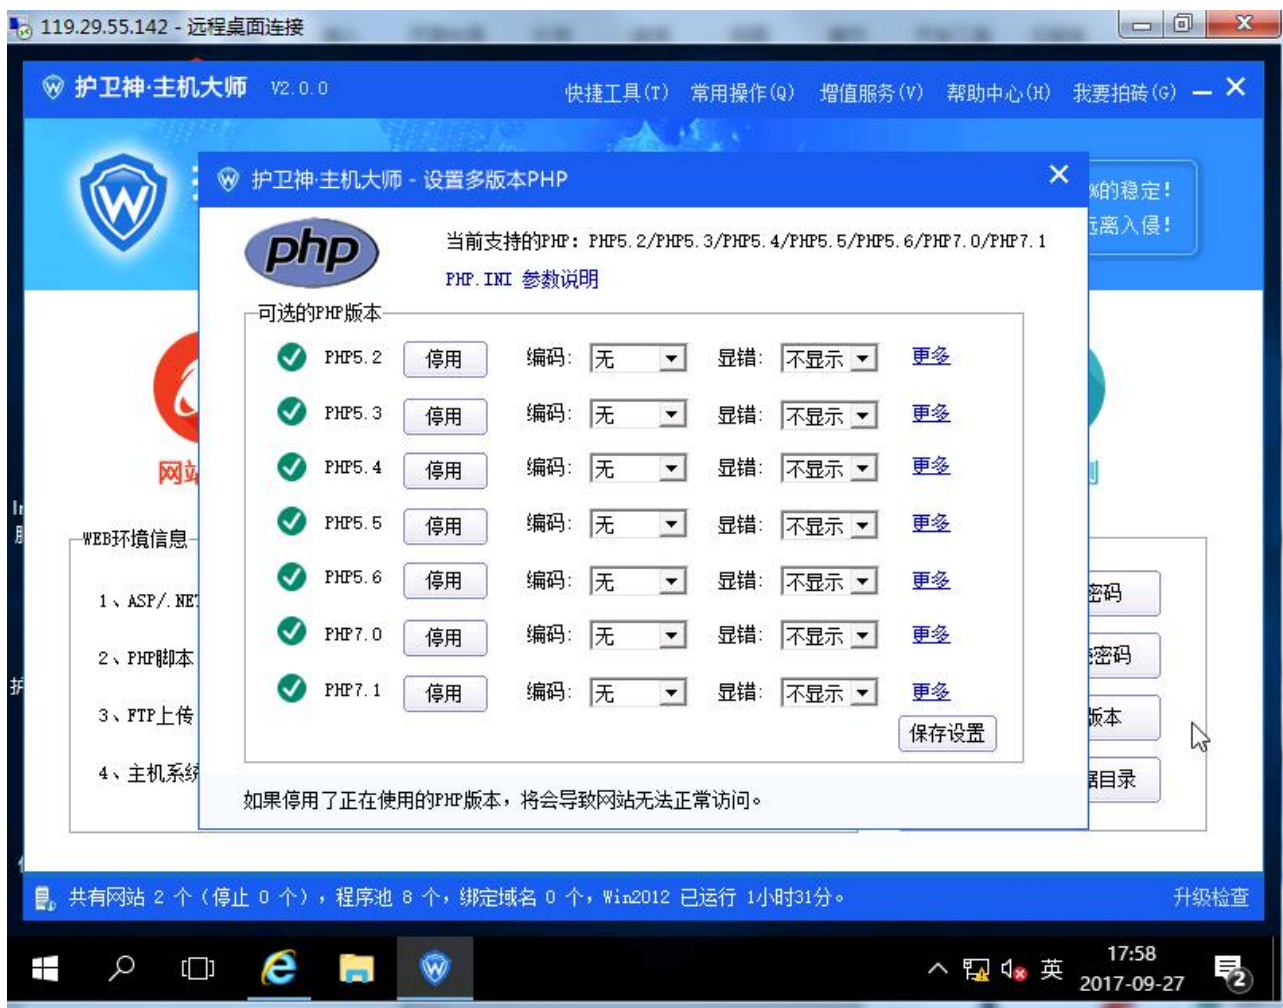 119.29.55.142 - 远程桌面连接
护卫神·主机大师 V2.0.0 快捷工具(T) 常用操作(Q) 增值服务(V) 帮助中心(H) 我要拍砖(G)
护卫神·主机大师 - 设置多版本PHP
%的稳定!
远离入侵!
php
当前支持的PHP: PHP5.2/PHP5.3/PHP5.4/PHP5.5/PHP5.6/PHP7.0/PHP7.1
PHP.INI 参数说明
可选的PHP版本
PHP5.2 停用 编码: 无 显错: 不显示 更多
PHP5.3 停用 编码: 无 显错: 不显示 更多
PHP5.4 停用 编码: 无 显错: 不显示 更多
PHP5.5 停用 编码: 无 显错: 不显示 更多
PHP5.6 停用 编码: 无 显错: 不显示 更多
PHP7.0 停用 编码: 无 显错: 不显示 更多
PHP7.1 停用 编码: 无 显错: 不显示 更多
保存设置
如果停用了正在使用的PHP版本，将会导致网站无法正常访问。
网站
WEB环境信息
1、ASP/.NET
2、PHP脚本
3、FTP上传
4、主机系统
密码
密码
版本
据目录
共有网站 2 个（停止 0 个），程序池 8 个，绑定域名 0 个，Win2012 已运行 1小时31分。 升级检查
英
17:58
2017-09-27
2